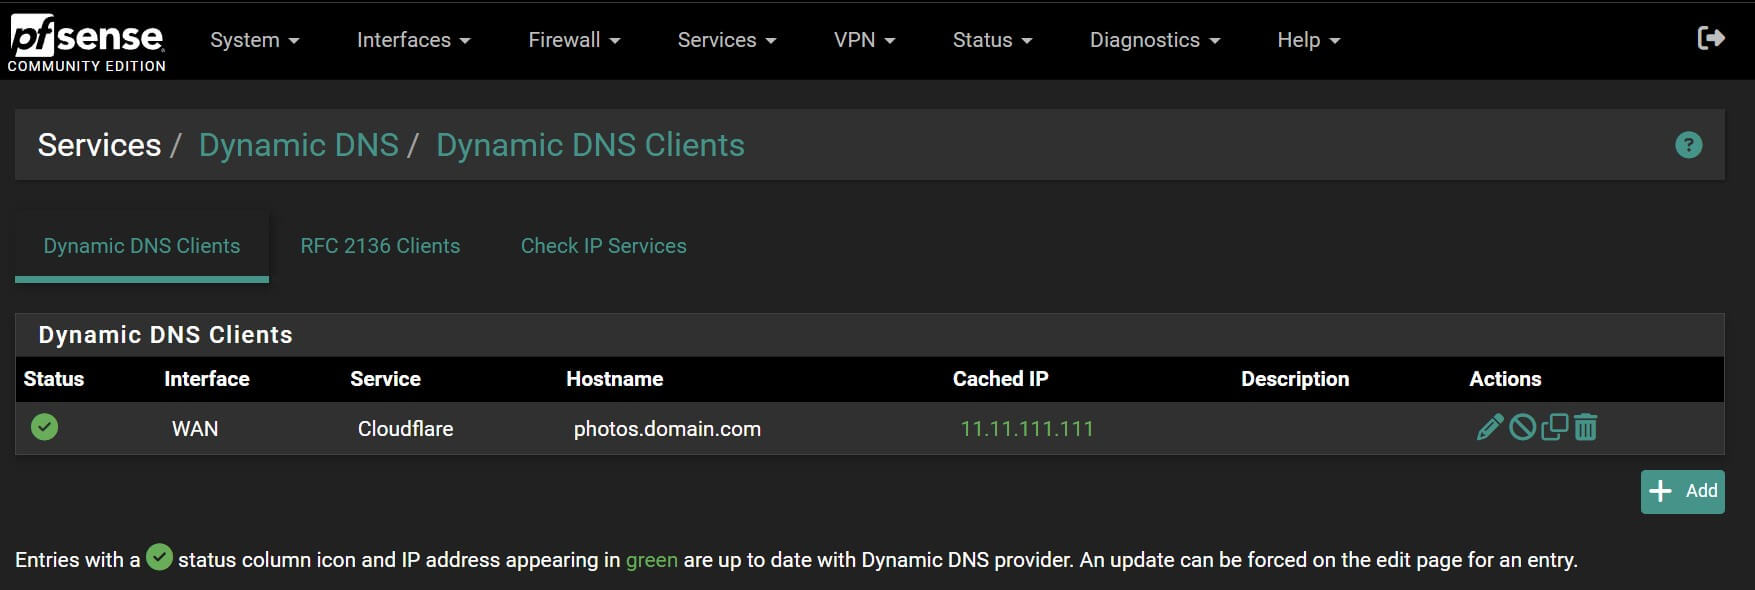 pfsense
COMMUNITY EDITION
System Interfaces Firewall Services VPN Status Diagnostics Help
Services / Dynamic DNS / Dynamic DNS Clients ?
Dynamic DNS Clients RFC 2136 Clients Check IP Services
Dynamic DNS Clients
Status Interface Service Hostname Cached IP Description Actions
WAN Cloudflare photos.domain.com 11.11.111.111
+ Add
Entries with a status column icon and IP address appearing in green are up to date with Dynamic DNS provider. An update can be forced on the edit page for an entry.